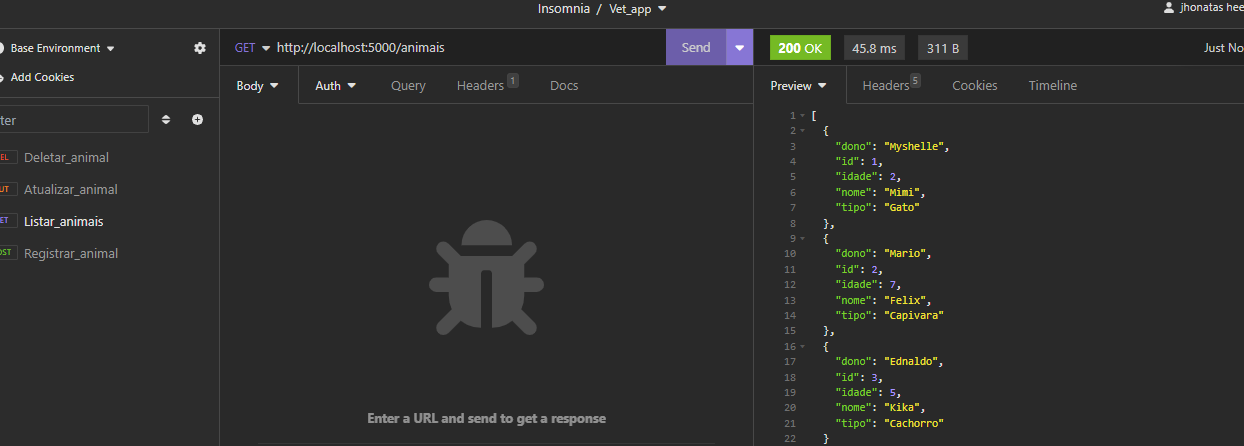 Insomnia / Vet_app
jhonatas hee
Base Environment
Add Cookies
ter
EL Deletar_animal
UT Atualizar_animal
ET Listar_animais
OST Registrar_animal
GET http://localhost:5000/animais Send
Body Auth Query Headers 1 Docs
Enter a URL and send to get a response
200 OK 45.8 ms 311 B Just No
Preview Headers 5 Cookies Timeline
1 [
2 {
3 "dono": "Myshelle",
4 "id": 1,
5 "idade": 2,
6 "nome": "Mimi",
7 "tipo": "Gato"
8 },
9 {
10 "dono": "Mario",
11 "id": 2,
12 "idade": 7,
13 "nome": "Felix",
14 "tipo": "Capivara"
15 },
16 {
17 "dono": "Ednaldo",
18 "id": 3,
19 "idade": 5,
20 "nome": "Kika",
21 "tipo": "Cachorro"
22 }